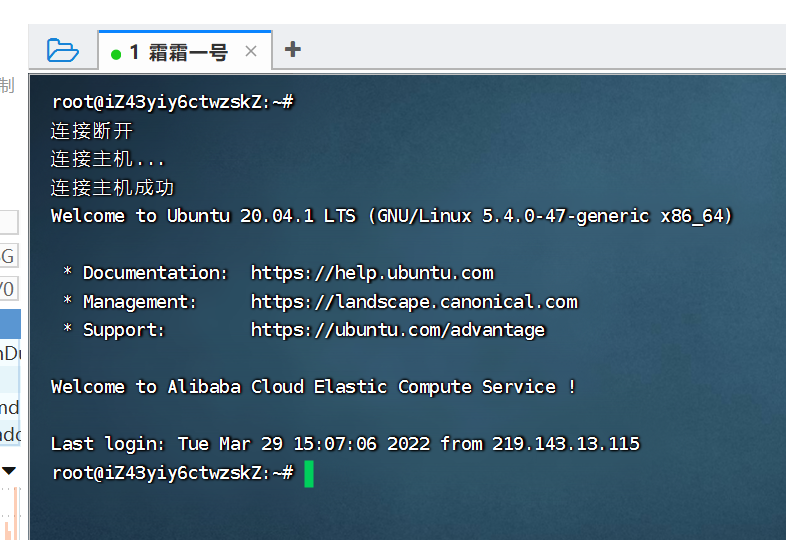 1 霜霜一号
制
root@iZ43yiy6ctwzskZ:~#
连接断开
连接主机...
连接主机成功
Welcome to Ubuntu 20.04.1 LTS (GNU/Linux 5.4.0-47-generic x86_64)
* Documentation: https://help.ubuntu.com
* Management: https://landscape.canonical.com
* Support: https://ubuntu.com/advantage
Welcome to Alibaba Cloud Elastic Compute Service !
Last login: Tue Mar 29 15:07:06 2022 from 219.143.13.115
root@iZ43yiy6ctwzskZ:~#